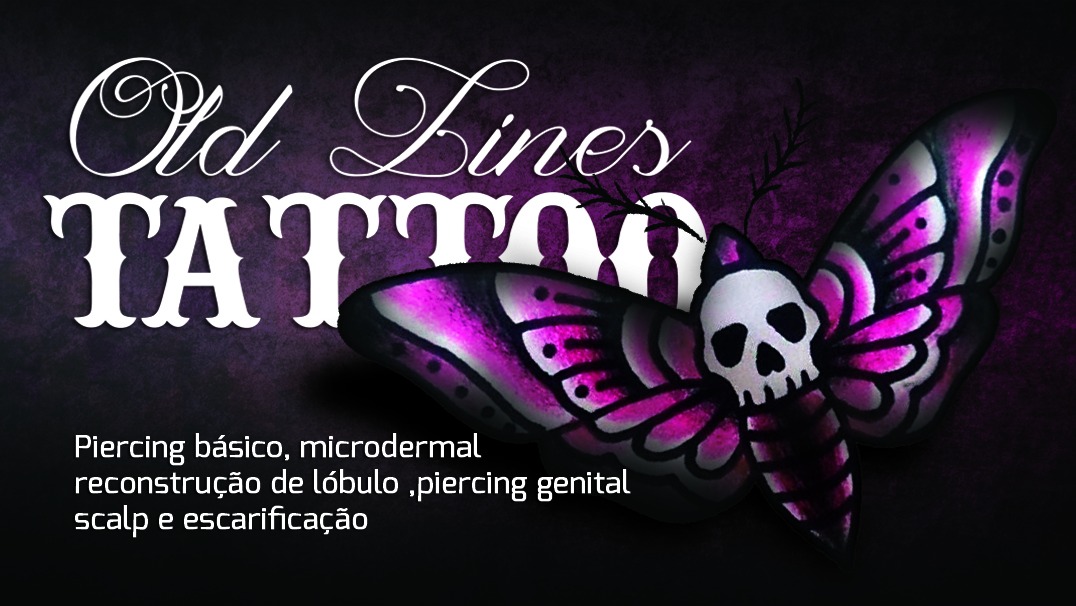 Old Lines
TATTOO
Piercing básico, microdermal
reconstrução de lóbulo ,piercing genital
scalp e escarificação